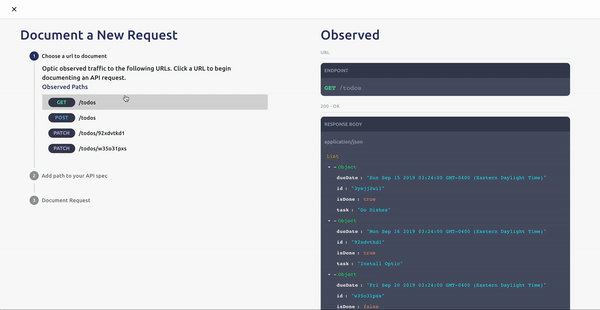 Document a New Request
1 Choose a url to document
Optic observed traffic to the following URLs. Click a URL to begin
documenting an API request.
Observed Paths
GET /todos
POST /todos
PATCH /todos/92xdvtkd1
PATCH /todos/w35o31pxs
2 Add path to your API spec
3 Document Request
Observed
URL
ENDPOINT
GET /todos
200 - OK
RESPONSE BODY
application/json
List
Object
dueDate : "Sun Sep 15 2019 03:24:00 GMT-0400 (Eastern Daylight Time)"
isDone : true
task : "Do Dishes"
Object
dueDate : "Mon Sep 16 2019 03:24:00 GMT-0400 (Eastern Daylight Time)"
id : "92xdvtkd1"
isDone : true
task : "Install Optic"
Object
dueDate : "Fri Sep 20 2019 03:24:00 GMT-0400 (Eastern Daylight Time)"
id : "w35o31pxs"
isDone : false